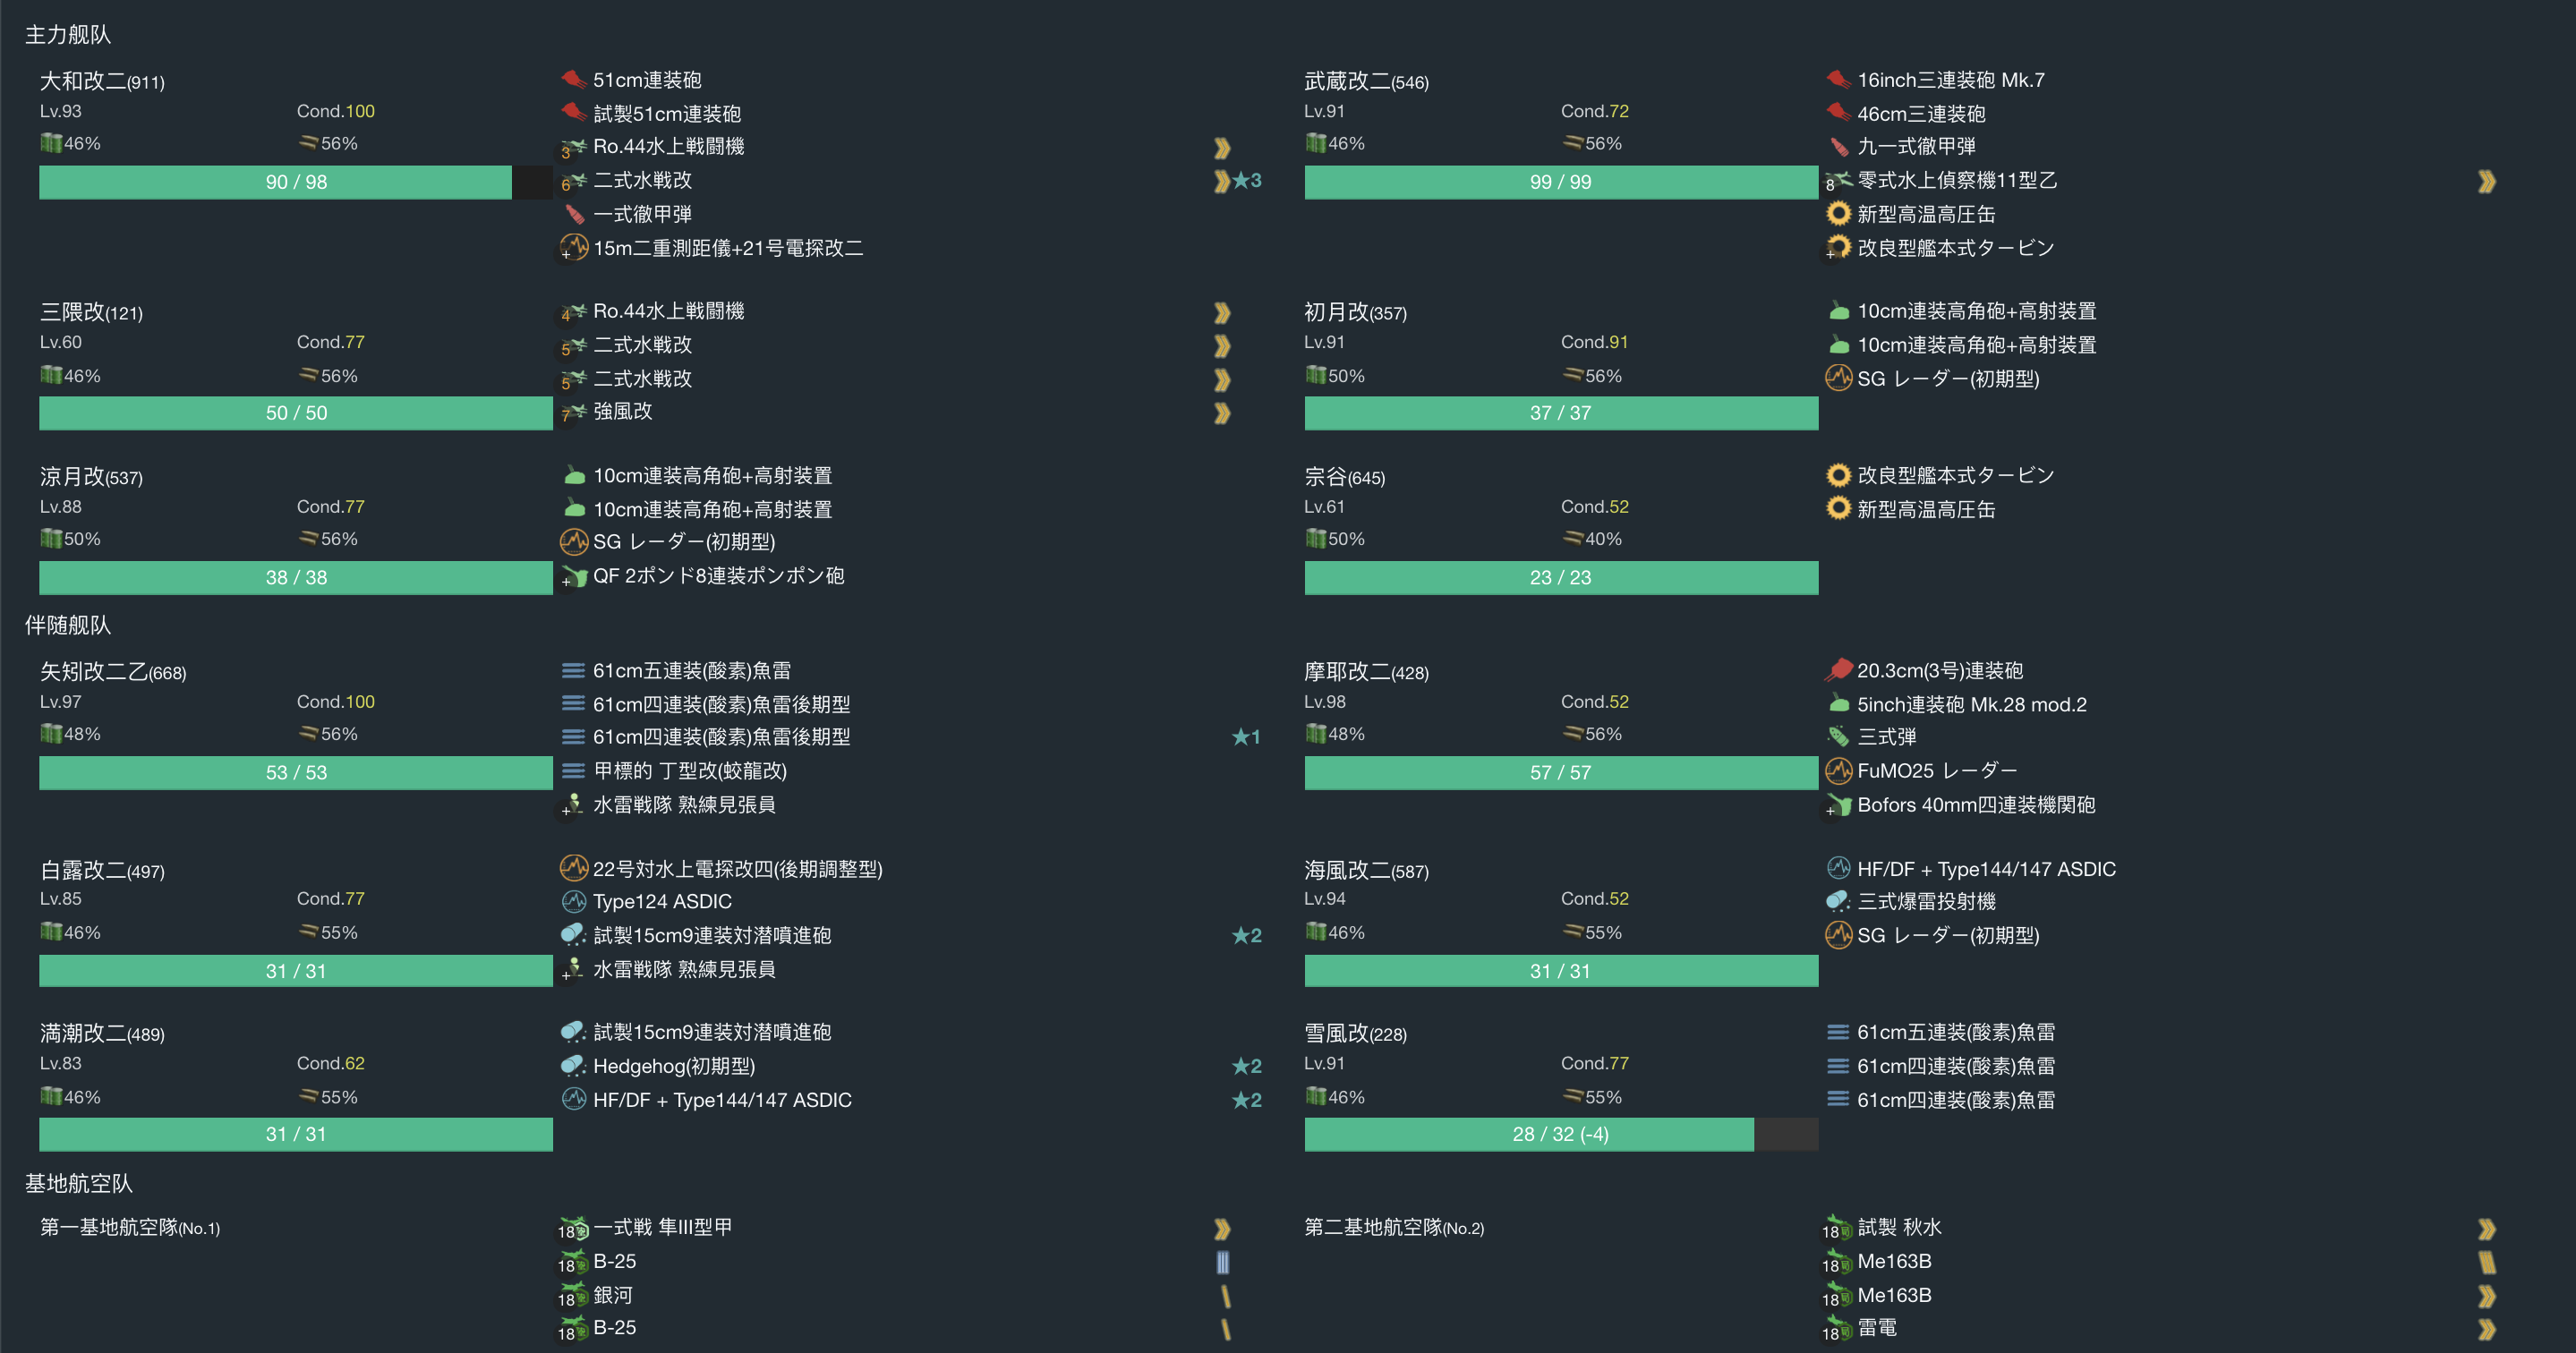 主力舰队
大和改二(911)
Lv.93 Cond.100
46% 56%
90 / 98
51cm連装砲
試製51cm連装砲
3 Ro.44水上戦闘機
6 二式水戦改 ★3
一式徹甲弾
+ 15m二重測距儀+21号電探改二
武蔵改二(546)
Lv.91 Cond.72
46% 56%
99 / 99
16inch三連装砲 Mk.7
46cm三連装砲
九一式徹甲弾
8 零式水上偵察機11型乙
新型高温高圧缶
+ 改良型艦本式タービン
三隈改(121)
Lv.60 Cond.77
46% 56%
50 / 50
4 Ro.44水上戦闘機
5 二式水戦改
5 二式水戦改
7 強風改
初月改(357)
Lv.91 Cond.91
50% 56%
37 / 37
10cm連装高角砲+高射装置
10cm連装高角砲+高射装置
SG レーダー(初期型)
涼月改(537)
Lv.88 Cond.77
50% 56%
38 / 38
10cm連装高角砲+高射装置
10cm連装高角砲+高射装置
SG レーダー(初期型)
+ QF 2ポンド8連装ポンポン砲
宗谷(645)
Lv.61 Cond.52
50% 40%
23 / 23
改良型艦本式タービン
新型高温高圧缶
伴随舰队
矢矧改二乙(668)
Lv.97 Cond.100
48% 56%
53 / 53
61cm五連装(酸素)魚雷
61cm四連装(酸素)魚雷後期型
61cm四連装(酸素)魚雷後期型 ★1
甲標的 丁型改(蛟龍改)
+ 水雷戦隊 熟練見張員
摩耶改二(428)
Lv.98 Cond.52
48% 56%
57 / 57
20.3cm(3号)連装砲
5inch連装砲 Mk.28 mod.2
三式弾
FuMO25 レーダー
+ Bofors 40mm四連装機関砲
白露改二(497)
Lv.85 Cond.77
46% 55%
31 / 31
22号対水上電探改四(後期調整型)
Type124 ASDIC
試製15cm9連装対潜噴進砲 ★2
+ 水雷戦隊 熟練見張員
海風改二(587)
Lv.94 Cond.52
46% 55%
31 / 31
HF/DF + Type144/147 ASDIC
三式爆雷投射機
SG レーダー(初期型)
満潮改二(489)
Lv.83 Cond.62
46% 55%
31 / 31
試製15cm9連装対潜噴進砲
Hedgehog(初期型) ★2
HF/DF + Type144/147 ASDIC ★2
雪風改(228)
Lv.91 Cond.77
46% 55%
28 / 32 (-4)
61cm五連装(酸素)魚雷
61cm四連装(酸素)魚雷
61cm四連装(酸素)魚雷
基地航空队
第一基地航空隊(No.1)
18 一式戦 隼III型甲
18 B-25
18 銀河
18 B-25
第二基地航空隊(No.2)
18 試製 秋水
18 Me163B
18 Me163B
18 雷電